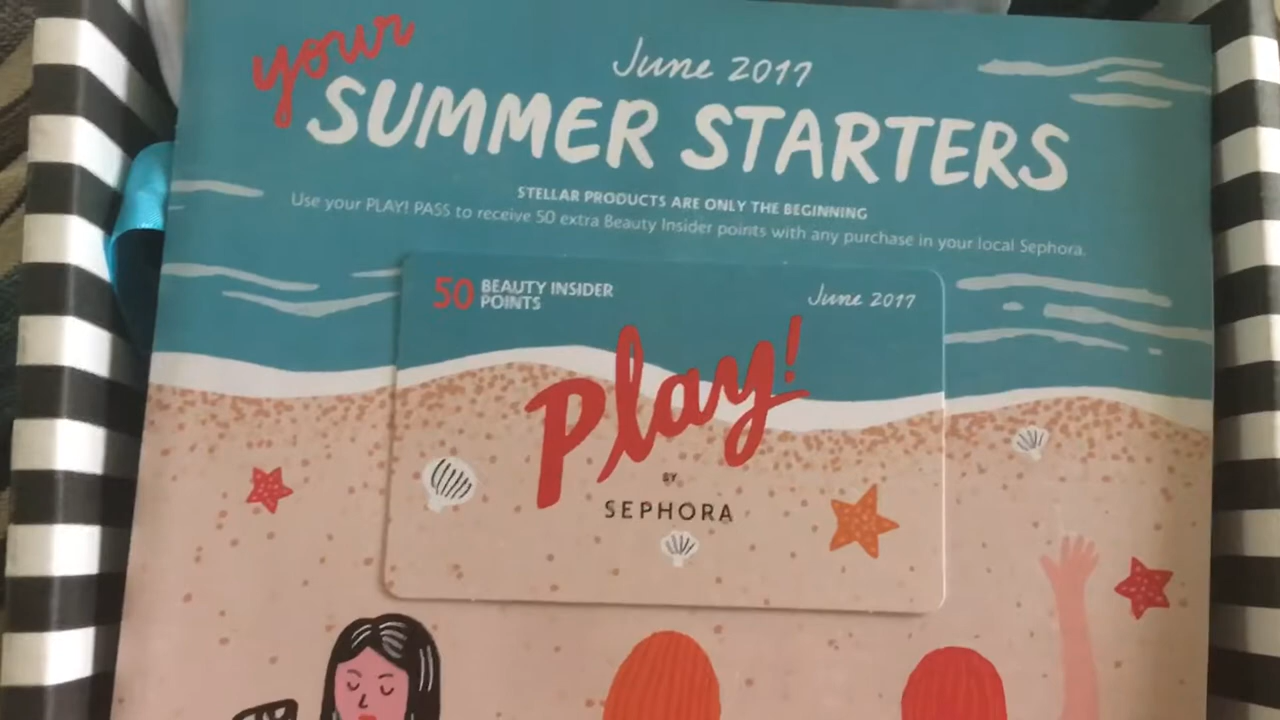 your
June 2017
SUMMER STARTERS
STELLAR PRODUCTS ARE ONLY THE BEGINNING
Use your PLAY! PASS to receive 50 extra Beauty Insider points with any purchase in your local Sephora.
50 BEAUTY INSIDER
POINTS
June 2017
Play!
BY
SEPHORA